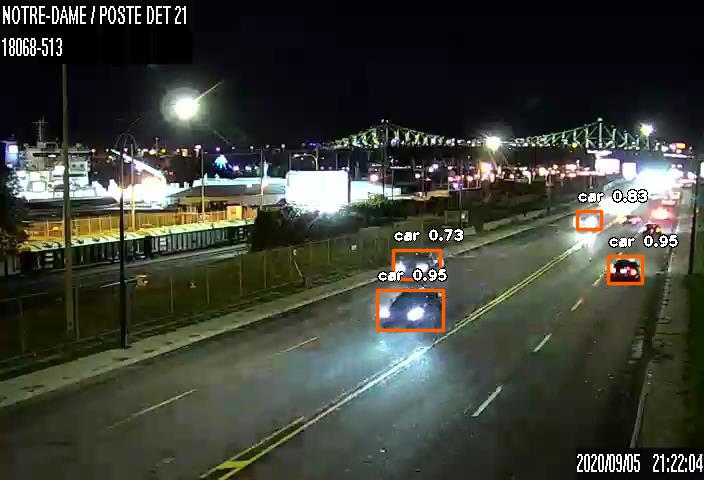 NOTRE-DAME / POSTE DET 21
18068-513
car 0.83
car 0.73
car 0.95
car 0.95
2020/09/05 21:22:04